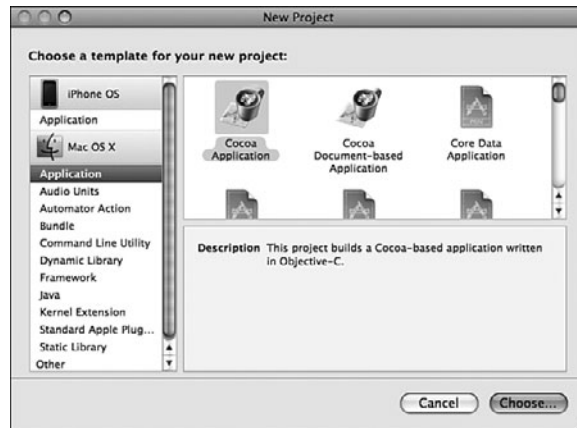 New Project
Choose a template for your new project:
iPhone OS
Application
Mac OS X
Application
Audio Units
Automator Action
Bundle
Command Line Utility
Dynamic Library
Framework
Java
Kernel Extension
Standard Apple Plug...
Static Library
Other
Cocoa
Application
Cocoa
Document-based
Application
Core Data
Application
Description This project builds a Cocoa-based application written
in Objective-C.
Cancel
Choose...